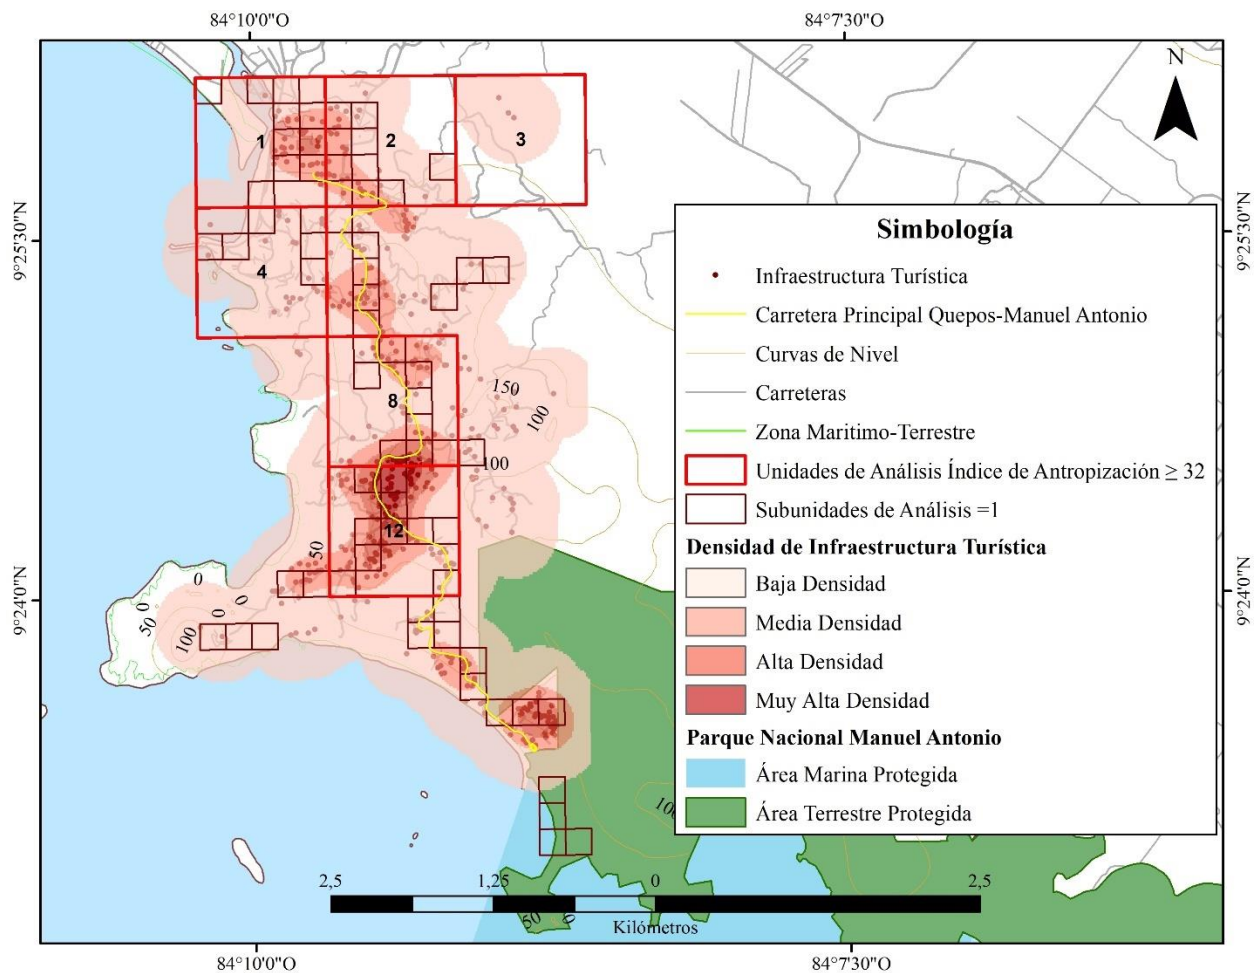 84°10'0"O 84°7'30"O
N
1 2 3
9°25'30"N 9°25'30"N
4
Simbología
Infraestructura Turística
Carretera Principal Quepos-Manuel Antonio
Curvas de Nivel
Carreteras
Zona Maritimo-Terrestre
Unidades de Análisis Índice de Antropización ≥ 32
Subunidades de Análisis =1
Densidad de Infraestructura Turística
Baja Densidad
Media Densidad
Alta Densidad
Muy Alta Densidad
Parque Nacional Manuel Antonio
Área Marina Protegida
Área Terrestre Protegida
150
8 100
100
12
50
9°24'0"N 9°24'0"N
0
0 0
50 0
100
100
2,5 1,25 0 2,5
50 0
Kilómetros
84°10'0"O 84°7'30"O